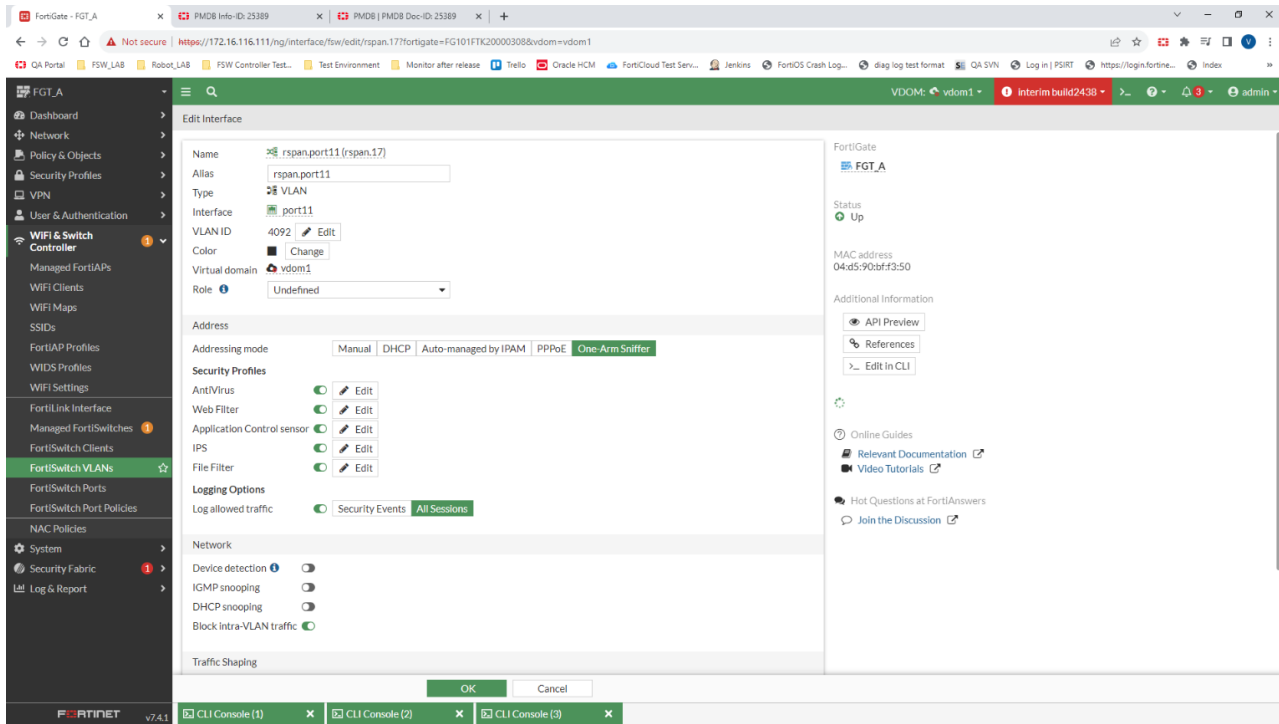 FortiGate - FGT_A
PMDB Info-ID: 25389
PMDB | PMDB Doc-ID: 25389
Not secure
https://172.16.116.111/ng/interface/fsw/edit/rspan.17?fortigate=FG101FTK20000308&vdom=vdom1
QA Portal
FSW_LAB
Robot_LAB
FSW Controller Test...
Test Environment
Monitor after release
Trello
Oracle HCM
FortiCloud Test Serv...
Jenkins
FortiOS Crash Log...
diag log test format
QA SVN
Log in | PSIRT
https://login.fortine...
Index
FGT_A
VDOM: vdom1
interim build2438
3
admin
Dashboard
Network
Policy & Objects
Security Profiles
VPN
User & Authentication
WiFi & Switch Controller
1
Managed FortiAPs
WiFi Clients
WiFi Maps
SSIDs
FortiAP Profiles
WIDS Profiles
WiFi Settings
FortiLink Interface
Managed FortiSwitches 1
FortiSwitch Clients
FortiSwitch VLANs
FortiSwitch Ports
FortiSwitch Port Policies
NAC Policies
System
Security Fabric 1
Log & Report
FORTINET v7.4.1
Edit Interface
Name rspan.port11 (rspan.17)
Alias rspan.port11
Type VLAN
Interface port11
VLAN ID 4092 Edit
Color Change
Virtual domain vdom1
Role Undefined
Address
Addressing mode Manual DHCP Auto-managed by IPAM PPPoE One-Arm Sniffer
Security Profiles
AntiVirus Edit
Web Filter Edit
Application Control sensor Edit
IPS Edit
File Filter Edit
Logging Options
Log allowed traffic Security Events All Sessions
Network
Device detection
IGMP snooping
DHCP snooping
Block intra-VLAN traffic
Traffic Shaping
OK Cancel
FortiGate
FGT_A
Status
Up
MAC address
04:d5:90:bf:f3:50
Additional Information
API Preview
References
>_ Edit in CLI
Online Guides
Relevant Documentation
Video Tutorials
Hot Questions at FortiAnswers
Join the Discussion
CLI Console (1)
CLI Console (2)
CLI Console (3)